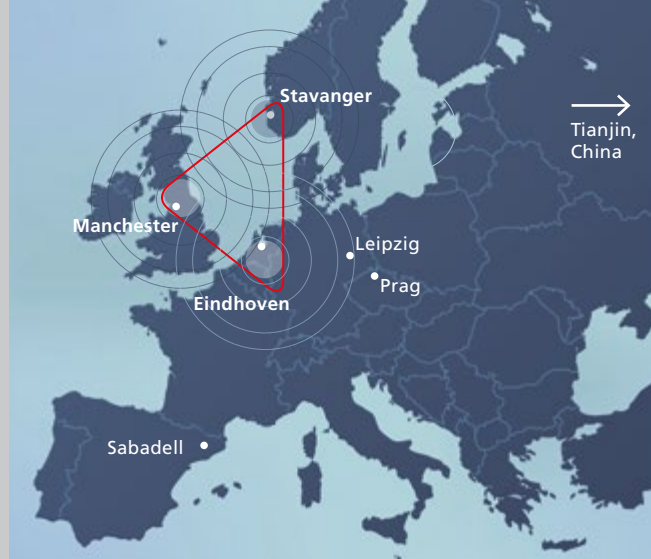 Stavanger
Tianjin,
China
Manchester
Leipzig
Prag
Eindhoven
Sabadell